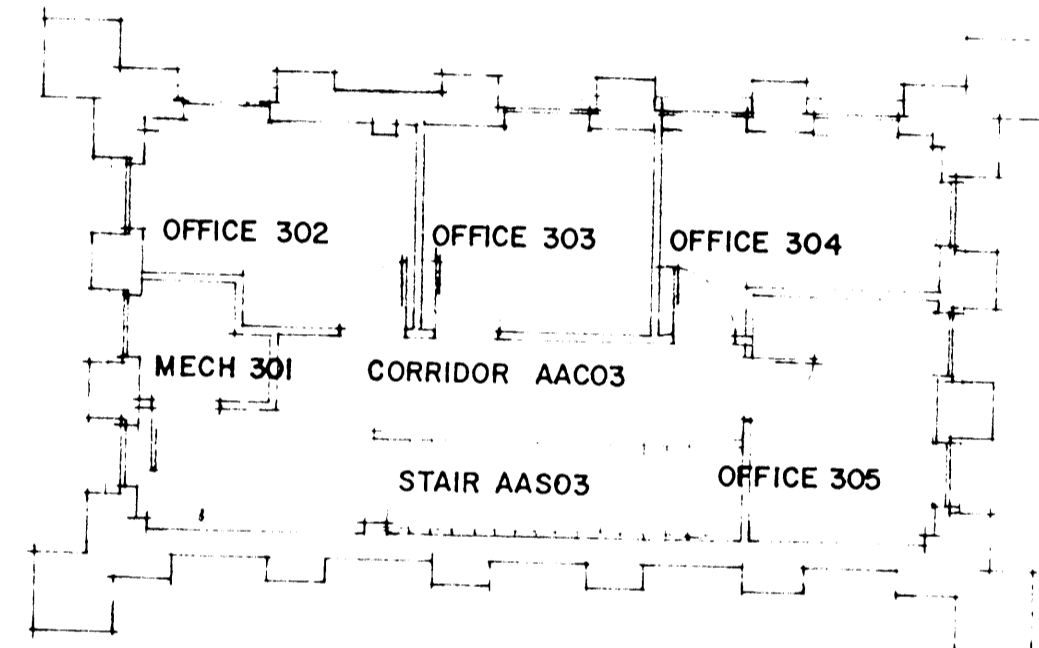 OFFICE 302
OFFICE 303
OFFICE 304
MECH 301
CORRIDOR AAC03
STAIR AAS03
OFFICE 305